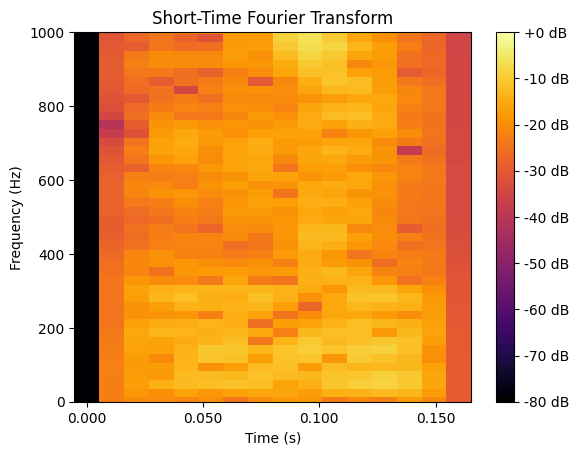 Short-Time Fourier Transform
Frequency (Hz)
1000
800
600
400
200
0
0.000
0.050
0.100
0.150
Time (s)
+0 dB
-10 dB
-20 dB
-30 dB
-40 dB
-50 dB
-60 dB
-70 dB
-80 dB